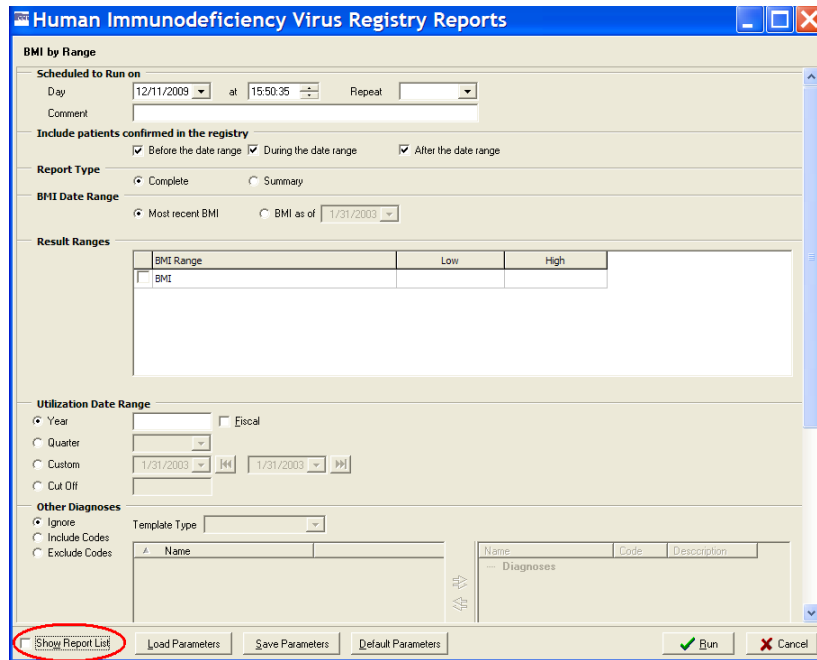 Human Immunodeficiency Virus Registry Reports
BMI by Range
Scheduled to Run on
Day 12/11/2009 at 15:50:35 Repeat
Comment
Include patients confirmed in the registry
Before the date range During the date range After the date range
Report Type
Complete Summary
BMI Date Range
Most recent BMI BMI as of 1/31/2003
Result Ranges
BMI Range Low High
BMI
Utilization Date Range
Year Fiscal
Quarter
Custom 1/31/2003 1/31/2003
Cut Off
Other Diagnoses
Ignore Template Type
Include Codes
Exclude Codes Name Name Code Desccription
Diagnoses
Show Report List Load Parameters Save Parameters Default Parameters Run Cancel